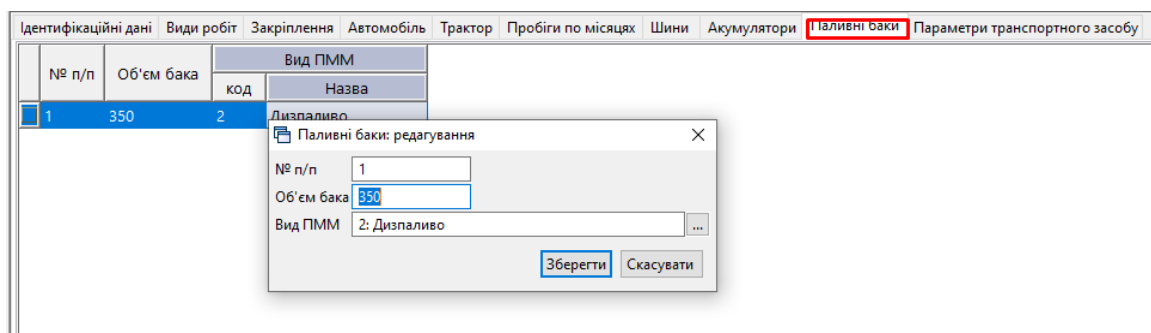 Ідентифікаційні дані Види робіт Закріплення Автомобіль Трактор Пробіги по місяцях Шини Акумулятори Паливні баки Параметри транспортного засобу
№ п/п Об'єм бака Вид ПММ
код Назва
1 350 2 Дизпаливо
Паливні баки: редагування
№ п/п 1
Об'єм бака 350
Вид ПММ 2: Дизпаливо ...
Зберегти Скасувати